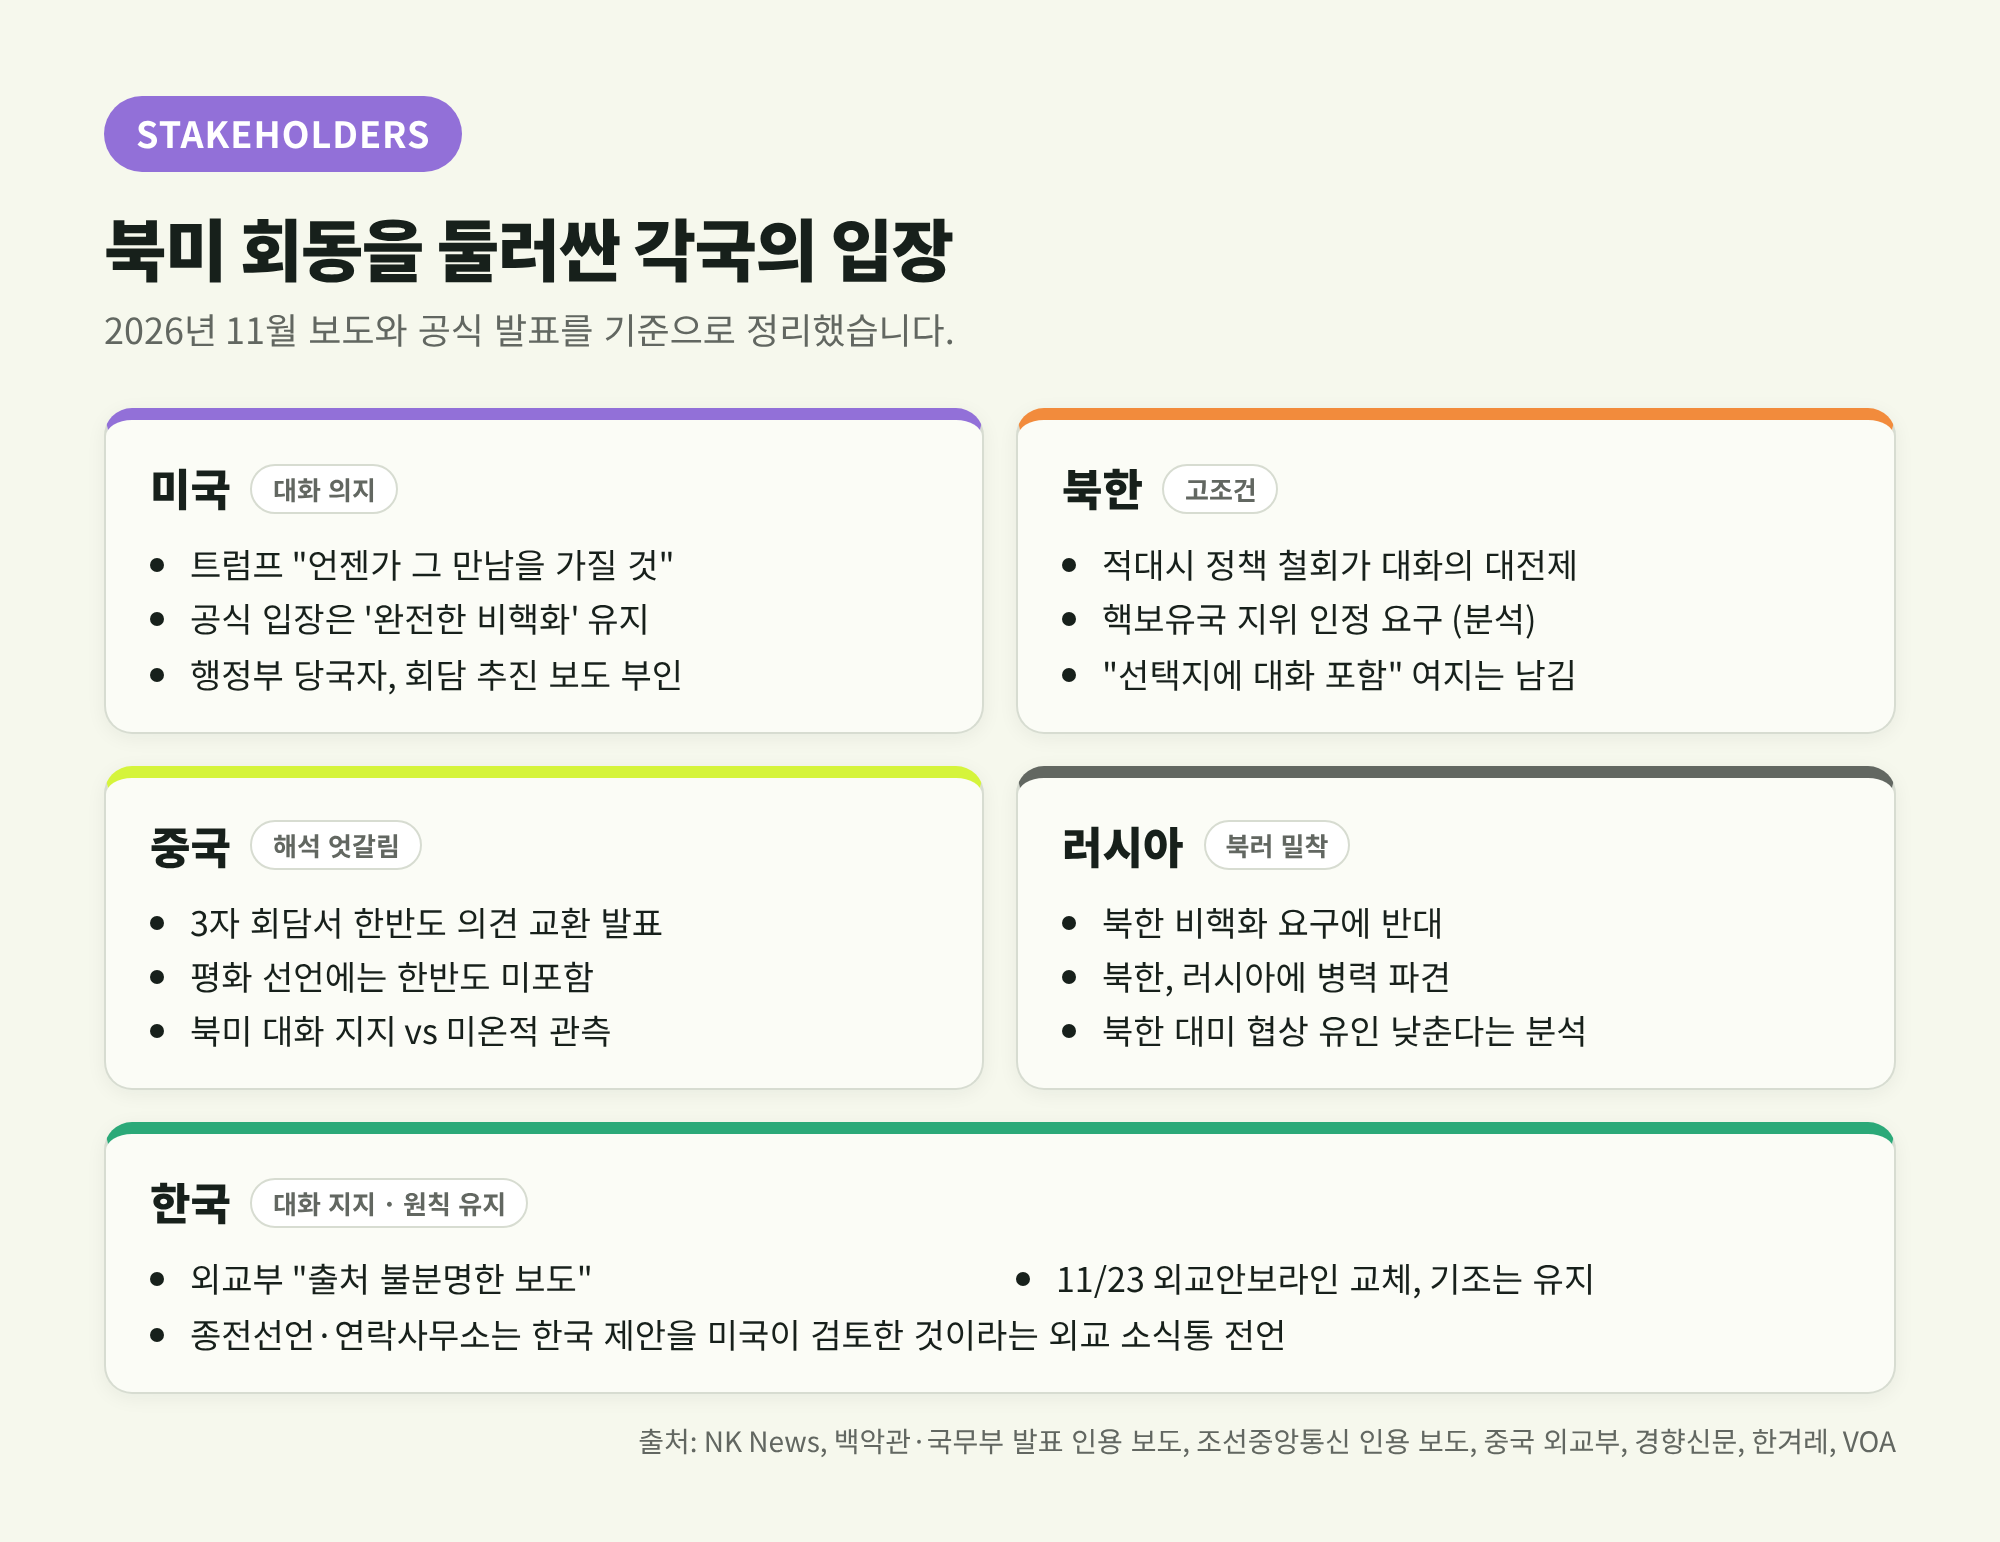 STAKEHOLDERS
북미 회동을 둘러싼 각국의 입장
2026년 11월 보도와 공식 발표를 기준으로 정리했습니다.
미국 대화 의지
트럼프 "언젠가 그 만남을 가질 것"
공식 입장은 '완전한 비핵화' 유지
행정부 당국자, 회담 추진 보도 부인
북한 고조건
적대시 정책 철회가 대화의 대전제
핵보유국 지위 인정 요구 (분석)
"선택지에 대화 포함" 여지는 남김
중국 해석 엇갈림
3자 회담서 한반도 의견 교환 발표
평화 선언에는 한반도 미포함
북미 대화 지지 vs 미온적 관측
러시아 북러 밀착
북한 비핵화 요구에 반대
북한, 러시아에 병력 파견
북한 대미 협상 유인 낮춘다는 분석
한국 대화 지지 · 원칙 유지
외교부 "출처 불분명한 보도"
11/23 외교안보라인 교체, 기조는 유지
종전선언·연락사무소는 한국 제안을 미국이 검토한 것이라는 외교 소식통 전언
출처: NK News, 백악관·국무부 발표 인용 보도, 조선중앙통신 인용 보도, 중국 외교부, 경향신문, 한겨레, VOA